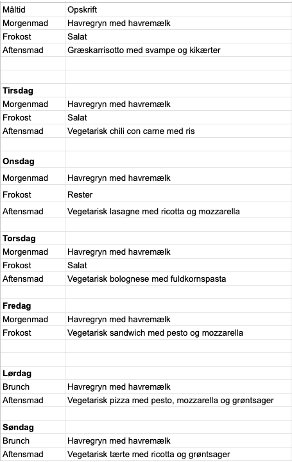 Måltid Opskrift
Morgenmad Havregryn med havremælk
Frokost Salat
Aftensmad Græskarrisotto med svampe og kikærter
Tirsdag
Morgenmad Havregryn med havremælk
Frokost Salat
Aftensmad Vegetarisk chili con carne med ris
Onsdag
Morgenmad Havregryn med havremælk
Frokost Rester
Aftensmad Vegetarisk lasagne med ricotta og mozzarella
Torsdag
Morgenmad Havregryn med havremælk
Frokost Salat
Aftensmad Vegetarisk bolognese med fuldkornspasta
Fredag
Morgenmad Havregryn med havremælk
Frokost Vegetarisk sandwich med pesto og mozzarella
Lørdag
Brunch Havregryn med havremælk
Aftensmad Vegetarisk pizza med pesto, mozzarella og grøntsager
Søndag
Brunch Havregryn med havremælk
Aftensmad Vegetarisk tærte med ricotta og grøntsager